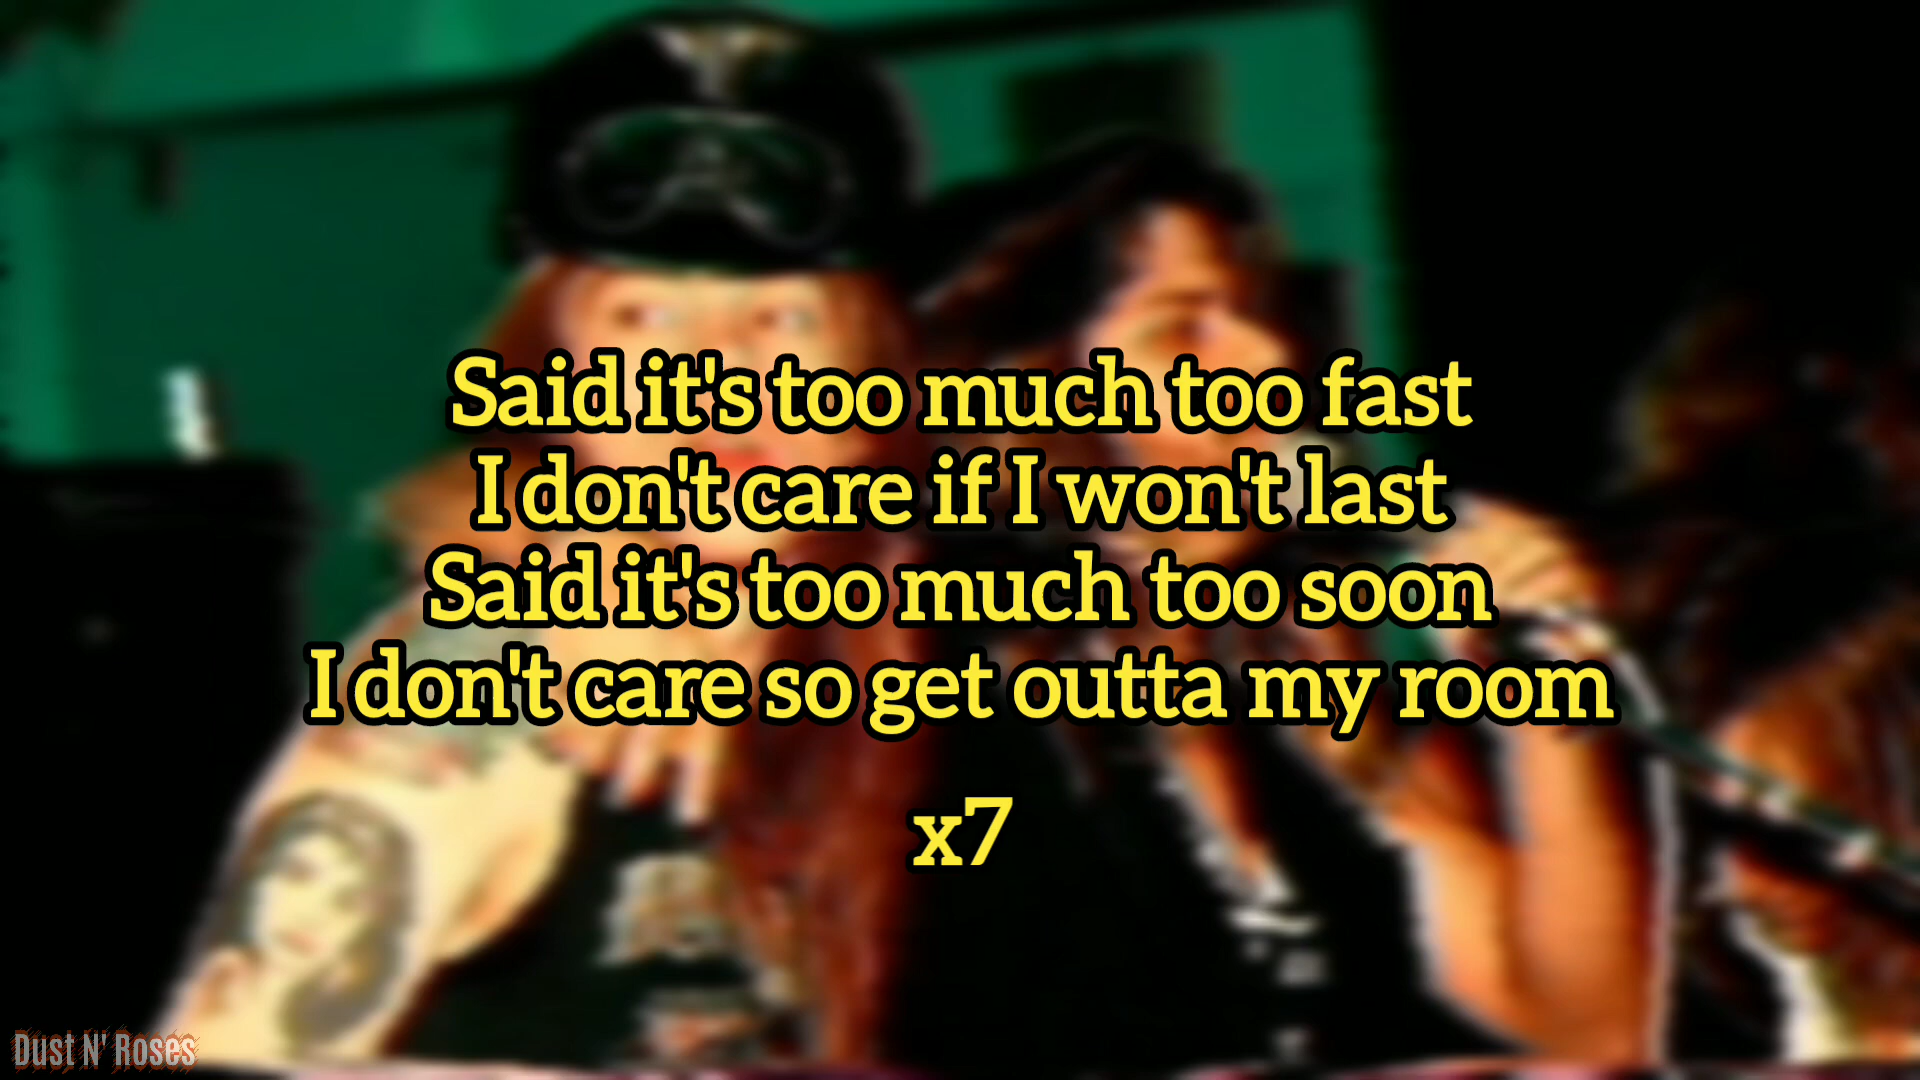 Said it's too much too fast
I don't care if I won't last
Said it's too much too soon
I don't care so get outta my room
x7
Dust N' Roses